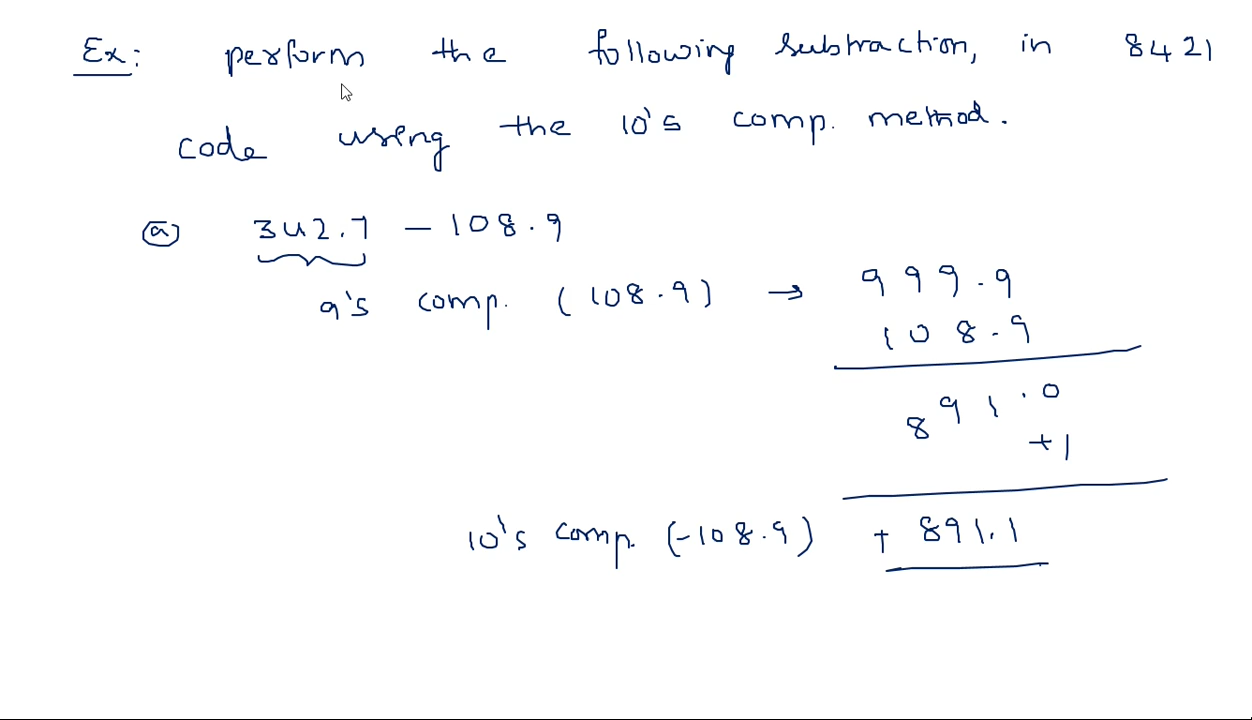 Ex: perform the following subtraction, in 8421
code using the 10's comp. method.
(a) 342.7 - 108.9
9's comp. (108.9) → 999.9
108.9
891.0
+1
10's comp. (-108.9) + 891.1